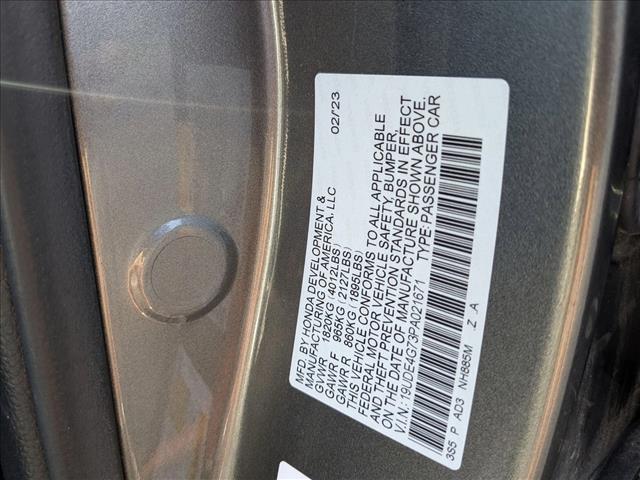 MFD. BY HONDA DEVELOPMENT &
MANUFACTURING OF AMERICA, LLC 02/23
GVWR 1820KG (4012LBS)
GAWR F 965KG (2127LBS)
GAWR R 860KG (1895LBS)
THIS VEHICLE CONFORMS TO ALL APPLICABLE
FEDERAL MOTOR VEHICLE SAFETY, BUMPER,
AND THEFT PREVENTION STANDARDS IN EFFECT
ON THE DATE OF MANUFACTURE SHOWN ABOVE.
V.I.N.: 19UDE4G73PA021671 TYPE: PASSENGER CAR
3S5 P AD3 NH885M .Z .A